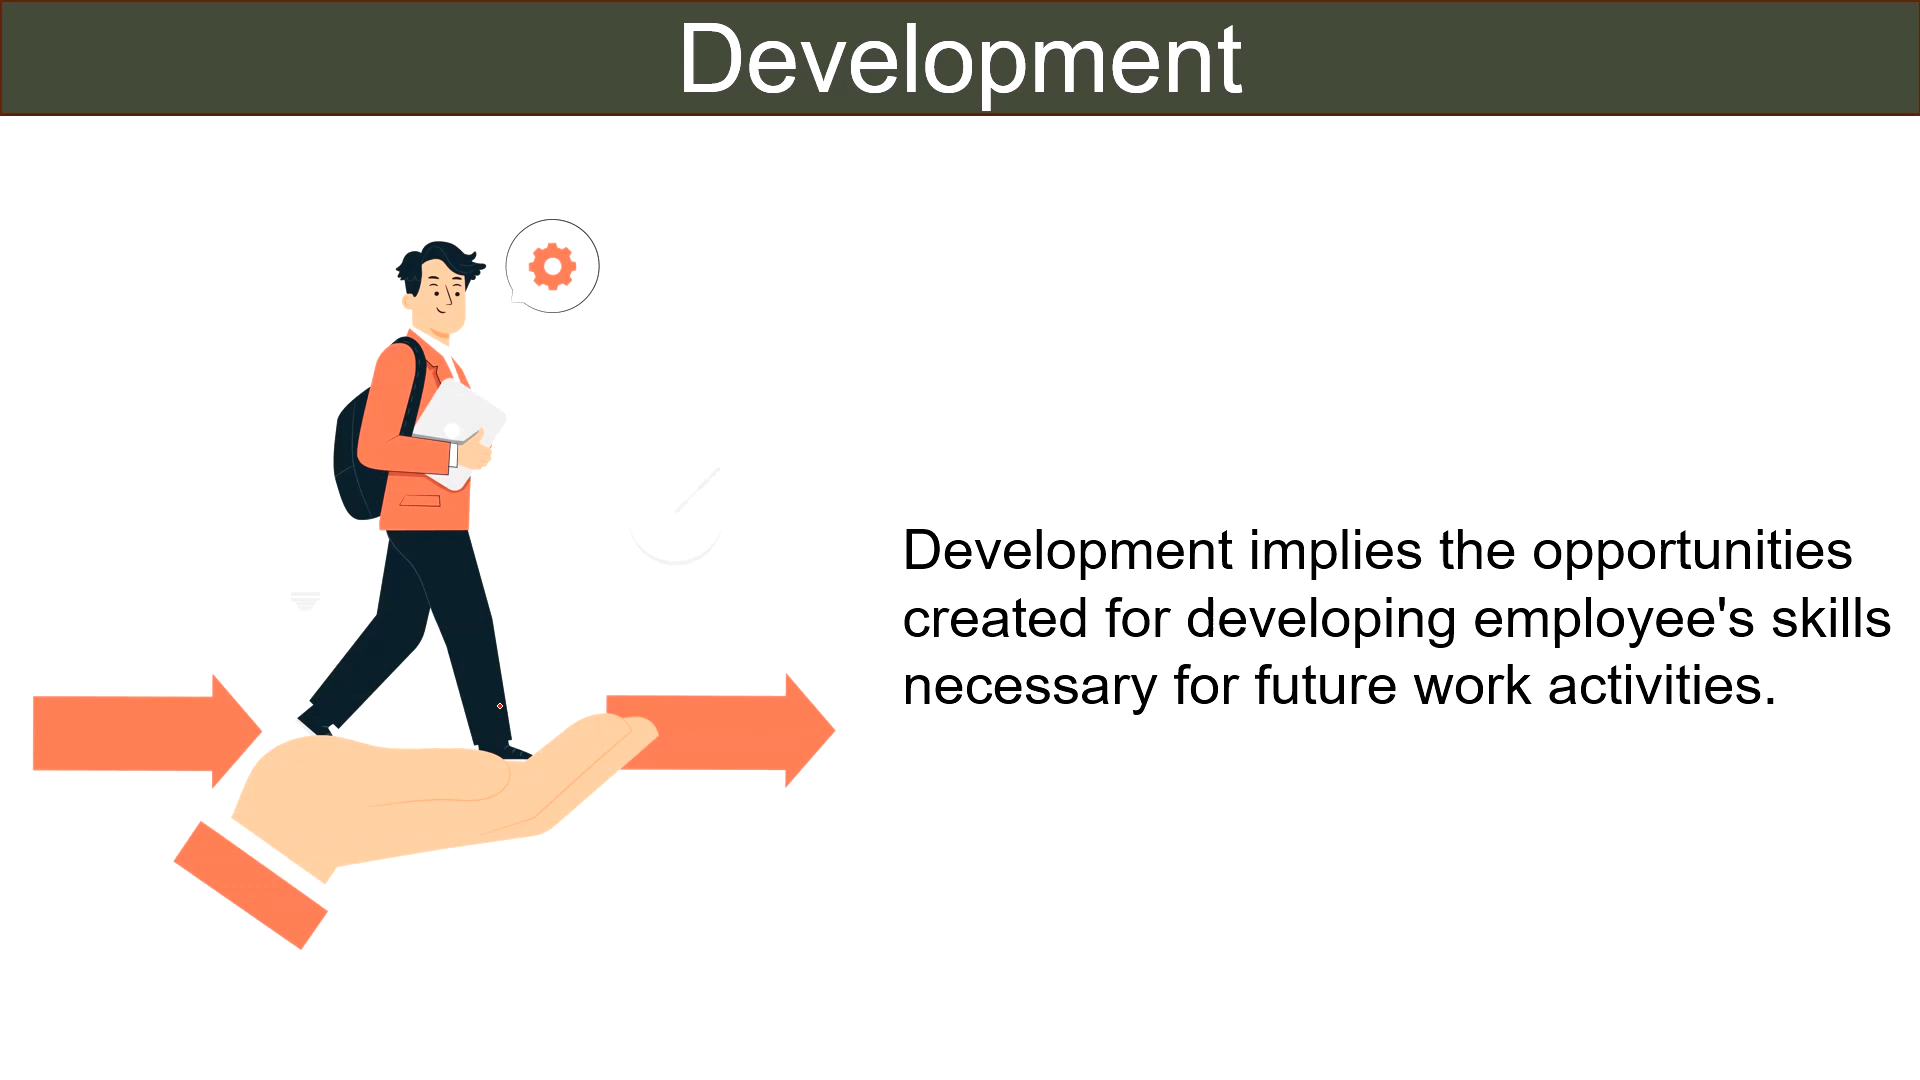 Development
Development implies the opportunities
created for developing employee's skills
necessary for future work activities.